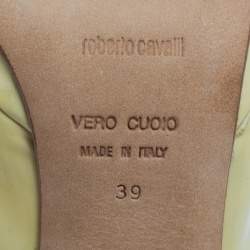 roberto cavalli
VERO CUOIO
MADE IN ITALY
39